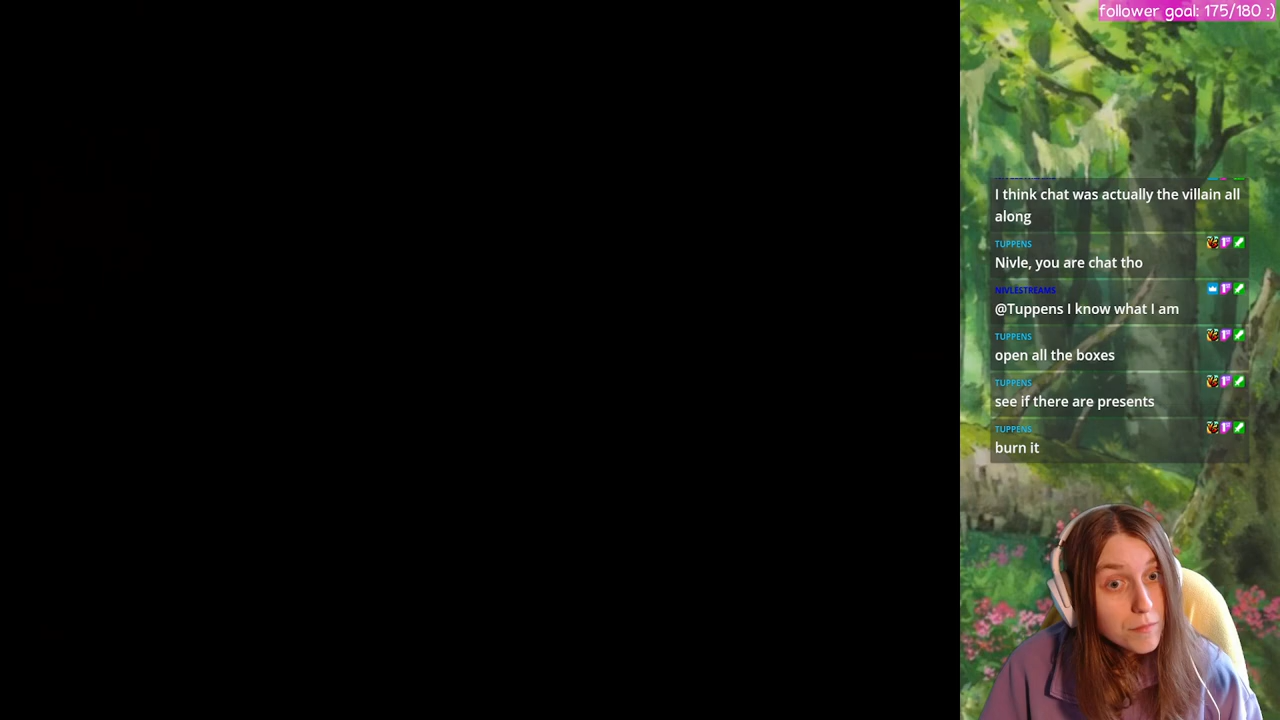 follower goal: 175/180 :)
I think chat was actually the villain all
along
TUPPENS
Nivle, you are chat tho
NIVLESTREAMS
@Tuppens I know what I am
TUPPENS
open all the boxes
TUPPENS
see if there are presents
TUPPENS
burn it